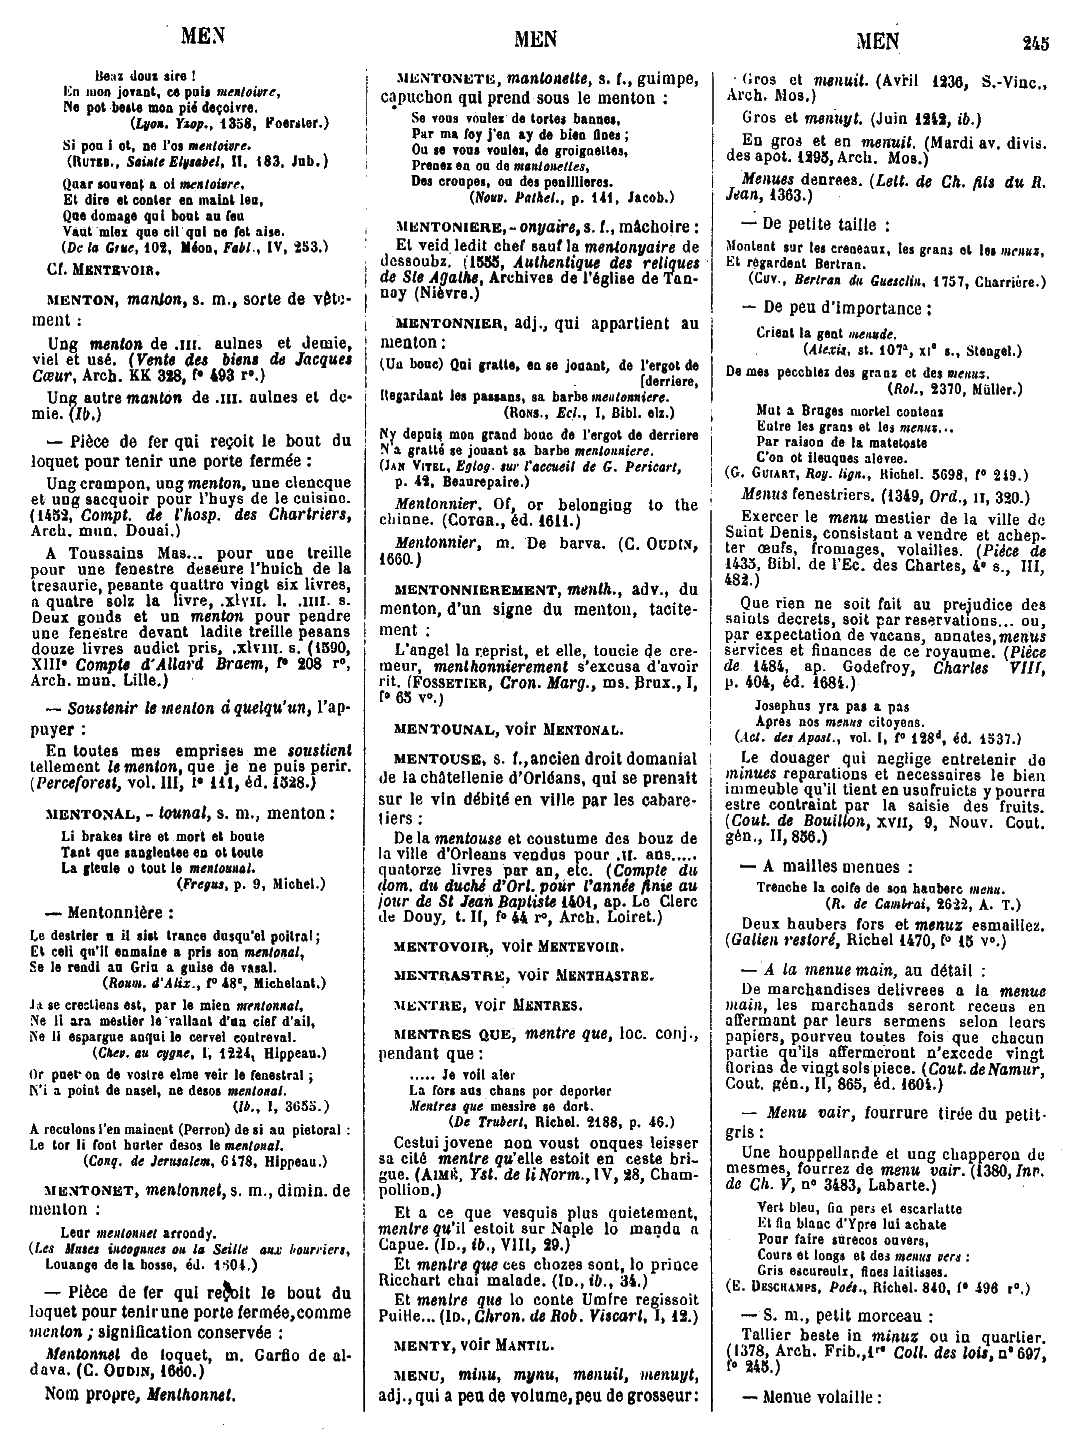 MEN
MEN
MEN
245
Beaz douz sire !
En mon jovant, ce puis mentoivre,
Ne pot beste mon pié deçoivre.
(Lyon. Yzop., 1358, Foerster.)
Si pou i ot, ne l'os mentoivre.
(RUTEB., Sainte Elysabel, II, 183, Jub.)
Quar souvent a oi mentoivre,
Et dire et conter en maint leu,
Que domage qui bout au feu
Vaut miex que cil qui ne fet aise.
(De la Grue, 102, Méon, Fabl., IV, 253.)
Cf. MENTEVOIR.
MENTON, manton, s. m., sorte de vête-
ment :
Ung menton de .III. aulnes et demie,
viel et usé. (Vente des biens de Jacques
Cœur, Arch. KK 328, f° 493 r°.)
Ung autre manton de .III. aulnes et de-
mie. (Ib.)
— Pièce de fer qui reçoit le bout du
loquet pour tenir une porte fermée :
Ung crampon, ung menton, une clencque
et ung sacquoir pour l'huys de le cuisine.
(1452, Compt. de l'hosp. des Chartriers,
Arch. mun. Douai.)
A Toussains Mas... pour une treille
pour une fenestre deseure l'huich de la
tresaurie, pesante quattro vingt six livres,
a quatre solz la livre, .xlvii. l. .iiii. s.
Deux gonds et un menton pour pendre
une fenestre devant ladite treille pesans
douze livres audict pris, .xlviii. s. (1590,
XIII° Compte d'Allard Braem, f° 208 r°,
Arch. mun. Lille.)
— Soustenir le menton à quelqu'un, l'ap-
puyer :
En toutes mes emprises me soustient
tellement le menton, que je ne puis perir.
(Perceforest, vol. III, f° 111, éd. 1528.)
MENTONAL, - tounal, s. m., menton :
Li brakes tire et mort et boute
Tant que sanglentee en ot toute
La gieule o tout le mentounal.
(Fregus, p. 9, Michel.)
— Mentonnière :
Le destrier u il sist trance dusqu'el poitral ;
Et celi qu'il enmaine a pris son mentonal,
Se le rendi au Griu a guise de vasal.
(Roum. d'Alix., f° 48c, Michelant.)
Ja se crectiens est, par le mien mentonnal,
Ne li ara mestier le vallant d'un cief d'ail,
Ne li espargue anqui le cervel contreval.
(Chev. au cygne, I, 1224, Hippeau.)
Or puet on de vostre elme veir le fenestral ;
N'i a point de nasel, ne desos mentonal.
(Ib., I, 3655.)
A reculons l'en mainent (Perron) de si au pietoral :
Le tor li font hurter desos le mentonal.
(Conq. de Jerusalem, 6178, Hippeau.)
MENTONET, mentonnet, s. m., dimin. de
menton :
Leur mentonnet arrondy.
(Les Muses incognues ou la Seille aux bourriers,
Louange de la bosse, éd. 1604.)
— Pièce de fer qui reçoit le bout du
loquet pour tenir une porte fermée, comme
menton ; signification conservée :
Mentonnet de loquet, m. Garfio de al-
dava. (C. OUDIN, 1660.)
Nom propre, Menthonnet.
MENTONETE, mantonette, s. f., guimpe,
capuchon qui prend sous le menton :
Se vous voulez de tortes bannes,
Par ma foy j'en ay de bien fines ;
Ou se vous voulez, de groignettes,
Prenez en ou de mantonettes,
Des croupes, ou des penillieres.
(Nouv. Pathel., p. 141, Jacob.)
MENTONIERE, - onyaire, s. f., mâchoire :
Et veid ledit chef sauf la mentonyaire de
dessoubz. (1555, Authentique des reliques
de Ste Agathe, Archives de l'église de Tan-
nay (Nièvre.)
MENTONNIER, adj., qui appartient au
menton :
(Un bouc) Qui gratte, en se jouant, de l'ergot de
[derriere,
Regardant les passans, sa barbe mentonniere.
(RONS., Ecl., I, Bibl. elz.)
Ny depuis mon grand bouc de l'ergot de derriere
N'a gratté se jouant sa barbe mentonniere.
(JAN VITEL, Eglog. sur l'accueil de G. Pericart,
p. 42, Beaurepaire.)
Mentonnier. Of, or belonging to the
chinne. (COTGR., éd. 1611.)
Mentonnier, m. De barva. (C. OUDIN,
1660.)
MENTONNIEREMENT, menth., adv., du
menton, d'un signe du menton, tacite-
ment :
L'angel la reprist, et elle, toucie de cre-
meur, menthonnierement s'excusa d'avoir
rit. (FOSSETIER, Cron. Marg., ms. Brux., I,
f° 65 v°.)
MENTOUNAL, voir MENTONAL.
MENTOUSE, s. f., ancien droit domanial
de la châtellenie d'Orléans, qui se prenait
sur le vin débité en ville par les cabare-
tiers :
De la mentouse et coustume des bouz de
la ville d'Orleans vendus pour .II. ans.....
quatorze livres par an, etc. (Compte du
dom. du duché d'Orl. pour l'année finie au
jour de St Jean Baptiste 1401, ap. Le Clerc
de Douy, t. II, f° 44 r°, Arch. Loiret.)
MENTOVOIR, voir MENTEVOIR.
MENTRASTRE, voir MENTHASTRE.
MENTRE, voir MENTRES.
MENTRES QUE, mentre que, loc. conj.,
pendant que :
..... Je voil aler
La fors aus chans por deporter
Mentres que messire se dort.
(De Trubert, Richel. 2188, p. 46.)
Cestui jovene non voust onques leisser
sa cité mentre qu'elle estoit en ceste bri-
gue. (AIMÉ, Yst. de li Norm., IV, 28, Cham-
pollion.)
Et a ce que vesquis plus quietement,
mentre qu'il estoit sur Naple lo manda a
Capue. (ID., ib., VIII, 29.)
Et mentre que ces chozes sont, lo prince
Ricchart chai malade. (ID., ib., 34.)
Et mentre que lo conte Umfre regissoit
Puille... (ID., Chron. de Rob. Viscart, I, 12.)
MENTY, voir MANTIL.
MENU, minu, mynu, menuit, menuyt,
adj., qui a peu de volume, peu de grosseur :
Gros et menuit. (Avril 1236, S.-Vinc.,
Arch. Mos.)
Gros et menuyt. (Juin 1242, ib.)
En gros et en menuit. (Mardi av. divis.
des apot. 1295, Arch. Mos.)
Menues denrees. (Lett. de Ch. fils du R.
Jean, 1363.)
— De petite taille :
Montent sur les creneaux, les grans et les menus,
Et regardent Bertran.
(Cuv., Bertran du Guesclin, 1757, Charrière.)
— De peu d'importance :
Crient la gent menude.
(Alexis, st. 107a, XIe s., Stengel.)
De mes pecchiez des granz et des menuz.
(Rol., 2370, Müller.)
Mut a Bruges mortel contenz
Entre les grans et les menus...
Par raison de la matetoste
C'on ot ileuques alevee.
(G. GUIART, Roy. lign., Richel. 5698, f° 249.)
Menus fenestriers. (1349, Ord., II, 320.)
Exercer le menu mestier de la ville de
Saint Denis, consistant a vendre et achep-
ter œufs, fromages, volailles. (Pièce de
1435, Bibl. de l'Ec. des Chartes, 4e s., III,
482.)
Que rien ne soit fait au prejudice des
saints decrets, soit par reservations... ou,
par expectation de vacans, annates, menus
services et finances de ce royaume. (Pièce
de 1484, ap. Godefroy, Charles VIII,
p. 404, éd. 1684.)
Josephus yra pas a pas
Apres nos menus citoyens.
(Act. des Apost., vol. I, f° 128d, éd. 1537.)
Le douager qui neglige entretenir de
minues reparations et necessaires le bien
immeuble qu'il tient en usufruicts y pourra
estre contraint par la saisie des fruits.
(Cout. de Bouillon, XVII, 9, Nouv. Cout.
gén., II, 856.)
— A mailles menues :
Trenche la coife de son hauberc menu.
(R. de Cambrai, 2622, A. T.)
Deux haubers fors et menuz esmaillez.
(Galien restoré, Richel 1470, f° 15 v°.)
— A la menue main, au détail :
De marchandises delivrees a la menue
main, les marchands seront receus en
affermant par leurs sermens selon leurs
papiers, pourveu toutes fois que chacun
partie qu'ils affermeront n'excede vingt
florins de vingt sols piece. (Cout. de Namur,
Cout. gén., II, 865, éd. 1604.)
— Menu vair, fourrure tirée du petit-
gris :
Une houppellande et ung chapperon de
mesmes, fourrez de menu vair. (1380, Inv.
de Ch. V, n° 3483, Labarte.)
Vert bleu, fin pers et escarlatte
Et fin blanc d'Ypre lui achate
Pour faire surecos ouvers,
Cours et longs et des menus vers :
Gris escureulx, fines laitisses.
(E. DESCHAMPS, Poés., Richel. 840, f° 496 r°.)
— S. m., petit morceau :
Tallier beste in minuz ou in quartier.
(1378, Arch. Frib., 1re Coll. des lois, n° 697,
f° 245.)
— Menue volaille :